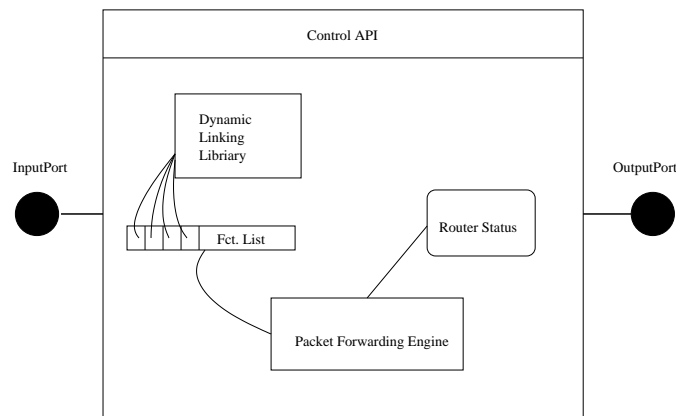 Control API
Dynamic
Linking
Libriary
InputPort
OutputPort
Router Status
Fct. List
Packet Forwarding Engine